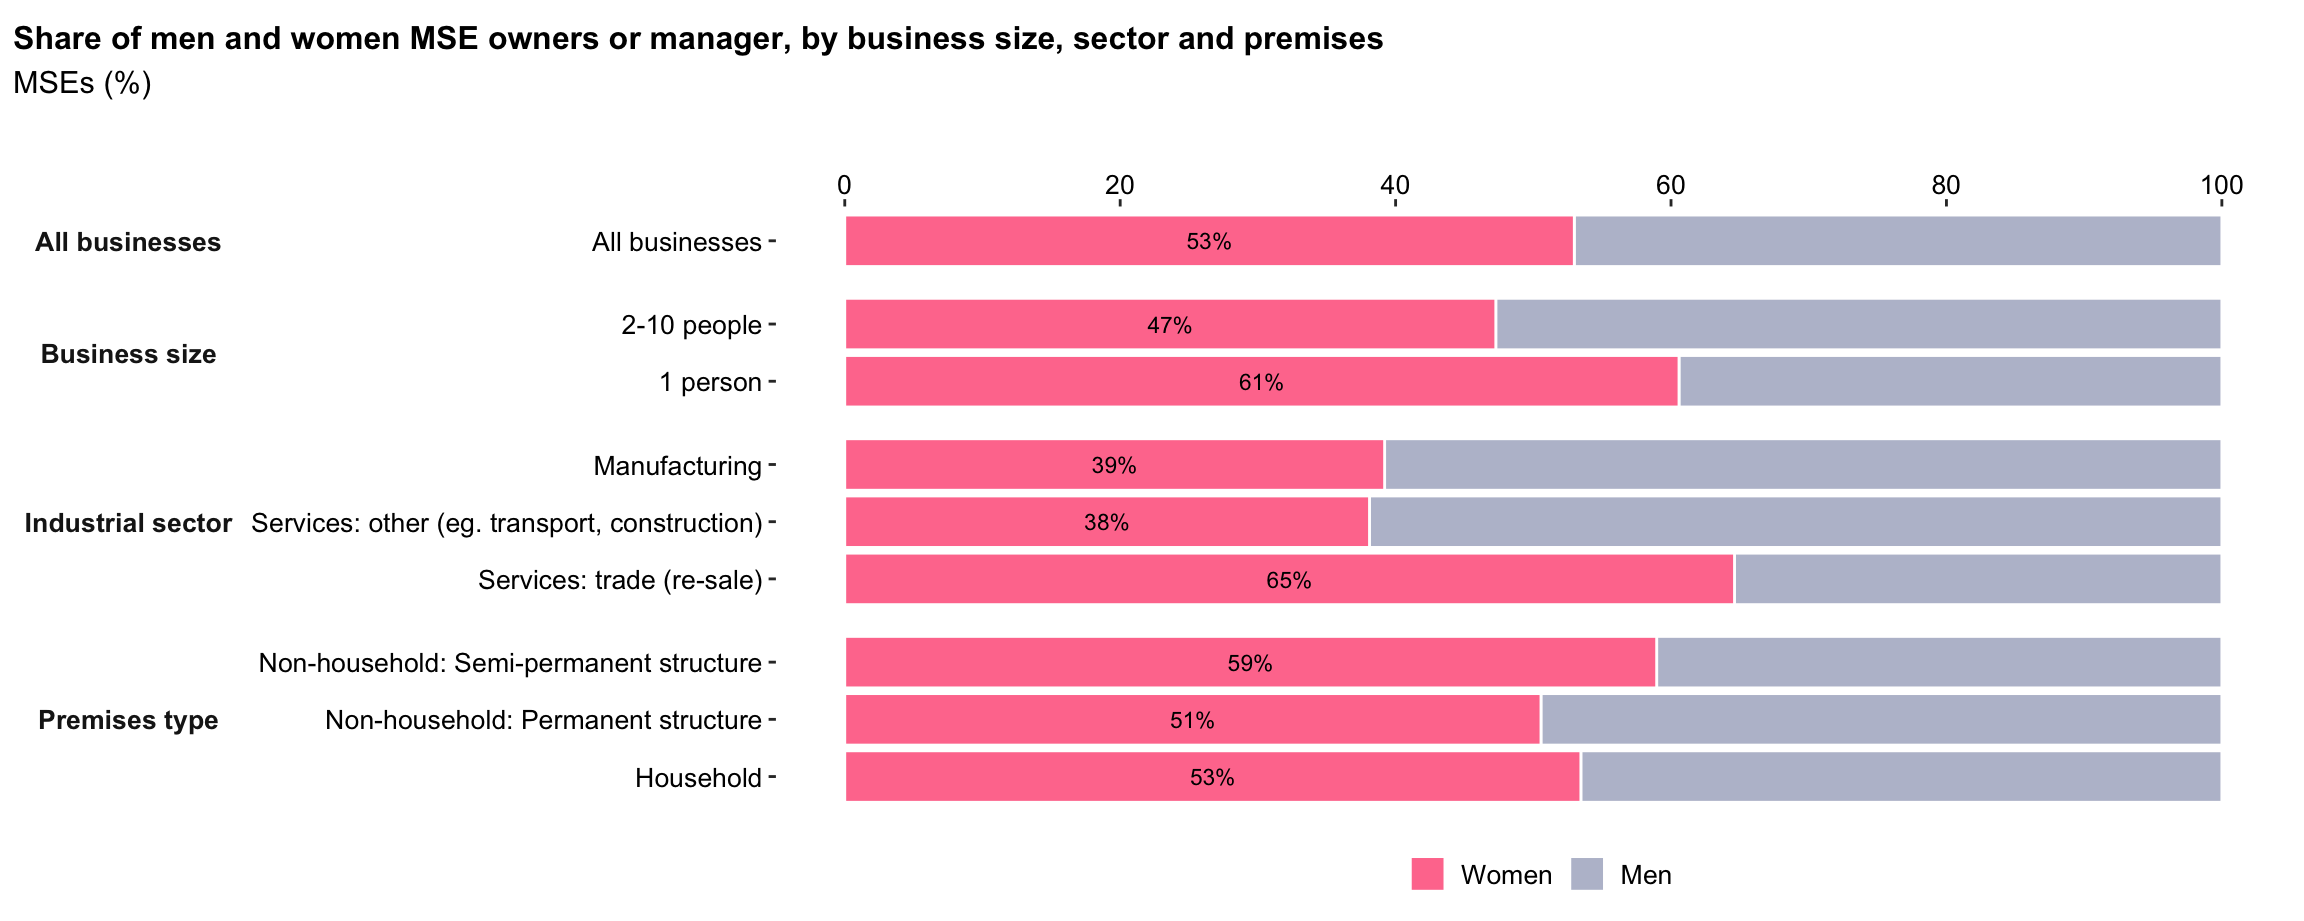 Share of men and women MSE owners or manager, by business size, sector and premises
MSEs (%)
0 20 40 60 80 100
All businesses All businesses 53%
Business size
2-10 people 47%
1 person 61%
Manufacturing 39%
Industrial sector Services: other (eg. transport, construction) 38%
Services: trade (re-sale) 65%
Non-household: Semi-permanent structure 59%
Premises type Non-household: Permanent structure 51%
Household 53%
Women Men